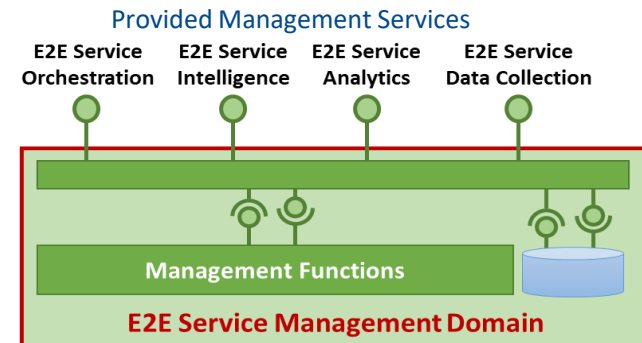 Provided Management Services
E2E Service E2E Service E2E Service E2E Service
Orchestration Intelligence Analytics Data Collection
Management Functions
E2E Service Management Domain